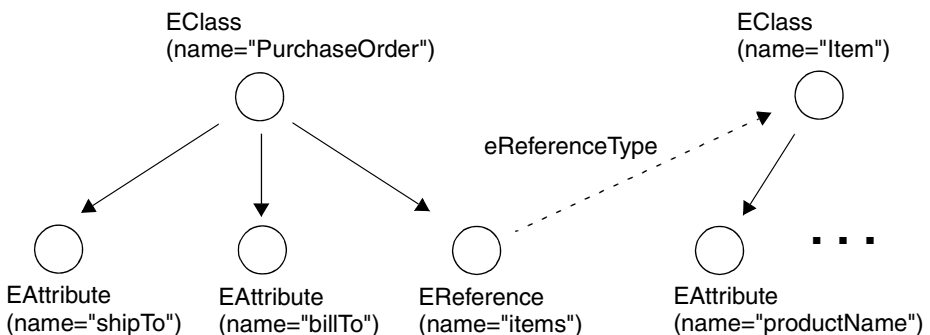 EClass
(name="PurchaseOrder")
EClass
(name="Item")
eReferenceType
EAttribute
(name="shipTo")
EAttribute
(name="billTo")
EReference
(name="items")
EAttribute
(name="productName")
. . .